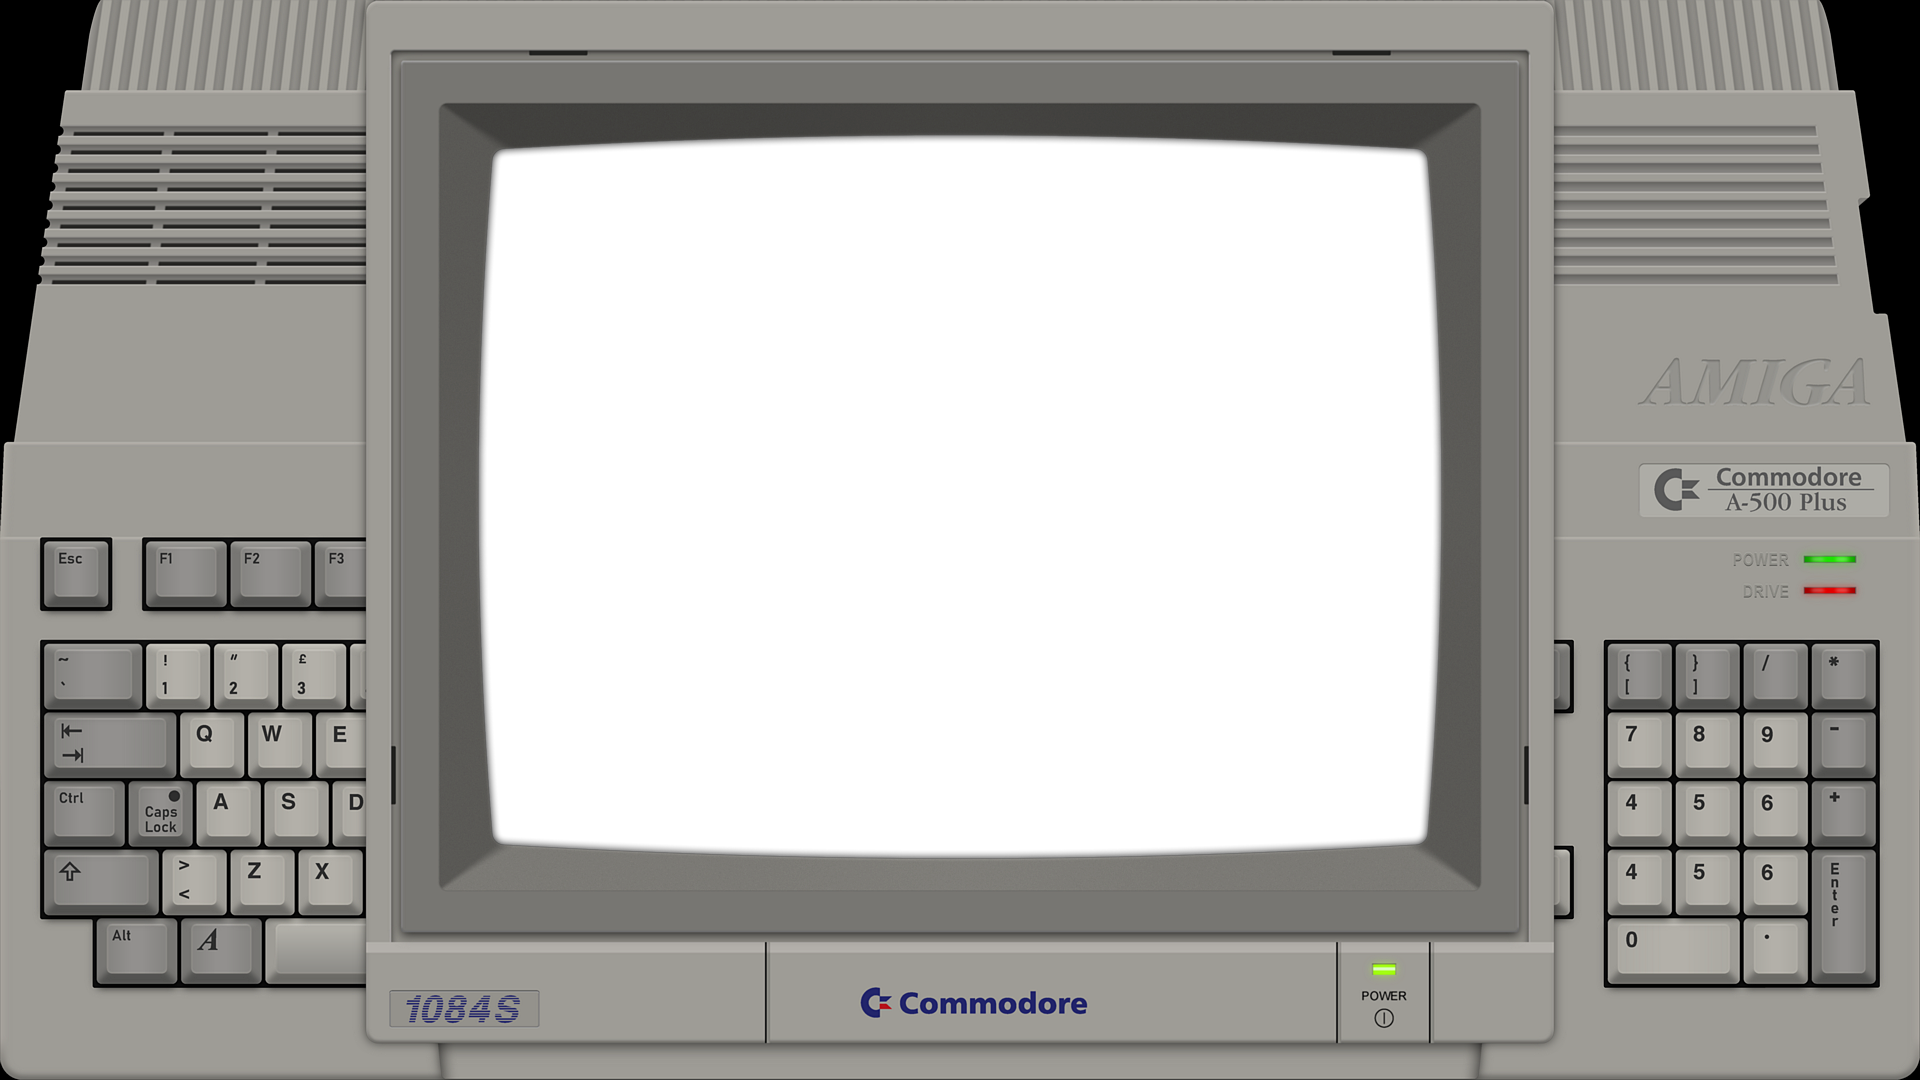 AMIGA
Commodore
A-500 Plus
POWER
DRIVE
Esc F1 F2 F3
~ ! " £
` 1 2 3
Q W E
Ctrl Caps Lock A S D
> Z X
<
Alt A
{ } / *
[ ]
7 8 9 -
4 5 6 +
4 5 6 Enter
0 .
1084S
Commodore
POWER